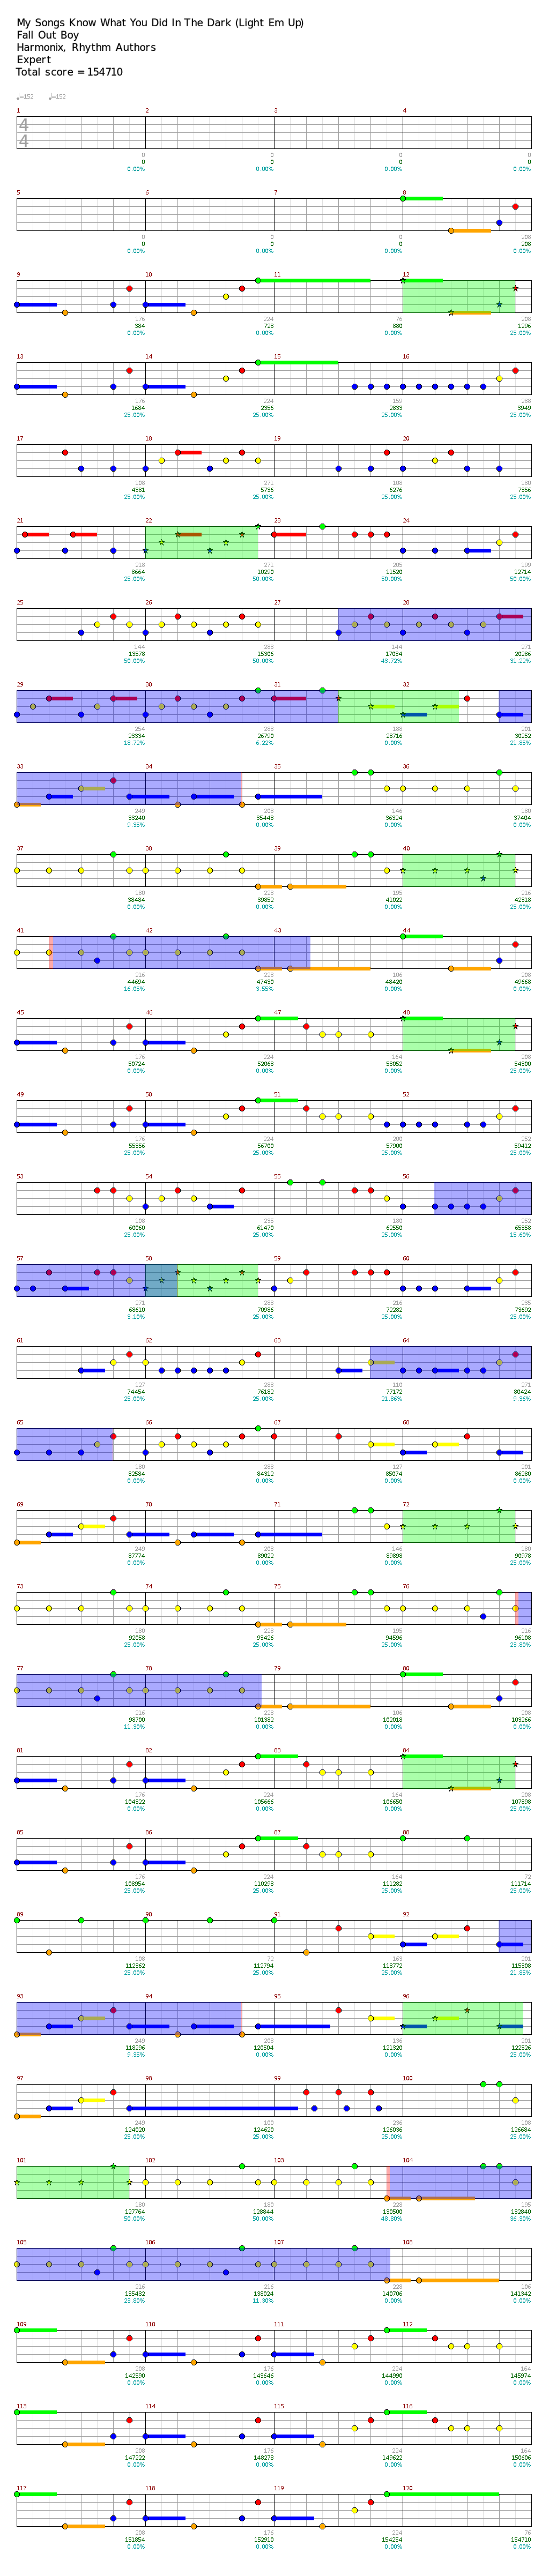 My Songs Know What You Did In The Dark (Light Em Up)
Fall Out Boy
Harmonix, Rhythm Authors
Expert
Total score = 154710
♩=152 ♩=152
1 2 3 4
4
4
0 0 0 0
0 0 0 0
0.00% 0.00% 0.00% 0.00%
5 6 7 8
0 0 0 208
0 0 0 208
0.00% 0.00% 0.00% 0.00%
9 10 11 12
176 224 76 208
384 728 880 1296
0.00% 0.00% 0.00% 25.00%
13 14 15 16
176 224 159 288
1684 2356 2833 3949
25.00% 25.00% 25.00% 25.00%
17 18 19 20
108 271 180
4381 5736 6276 7356
25.00% 25.00% 25.00% 25.00%
21 22 23 24
218 271 205 199
8664 10290 11520 12714
25.00% 50.00% 50.00% 50.00%
25 26 27 28
144 288 144 271
13578 15306 17034 20286
50.00% 50.00% 43.72% 31.22%
29 30 31 32
254 288 188 201
23334 26790 28716 30252
18.72% 6.22% 0.00% 21.85%
33 34 35 36
249 208 146 180
33240 35448 36324 37404
9.35% 0.00% 0.00% 0.00%
37 38 39 40
180 228 195 216
38484 39852 41022 42318
0.00% 0.00% 0.00% 25.00%
41 42 43 44
216 228 106 208
44694 47430 48420 49668
16.05% 3.55% 0.00% 0.00%
45 46 47 48
176 224 164 208
50724 52068 53052 54300
0.00% 0.00% 0.00% 25.00%
49 50 51 52
176 224 200 252
55356 56700 57900 59412
25.00% 25.00% 25.00% 25.00%
53 54 55 56
108 235 180 252
60060 61470 62550 65358
25.00% 25.00% 25.00% 15.60%
57 58 59 60
271 288 216 235
68610 70986 72282 73692
3.10% 25.00% 25.00% 25.00%
61 62 63 64
127 288 110 271
74454 76182 77172 80424
25.00% 25.00% 21.86% 9.36%
65 66 67 68
180 288 127 201
82584 84312 85074 86280
0.00% 0.00% 0.00% 0.00%
69 70 71 72
249 208 146 180
87774 89022 89898 90978
0.00% 0.00% 0.00% 25.00%
73 74 75 76
180 228 195 216
92058 93426 94596 96108
25.00% 25.00% 25.00% 23.80%
77 78 79 80
216 228 106 208
98700 101382 102018 103266
11.30% 0.00% 0.00% 0.00%
81 82 83 84
176 224 164 208
104322 105666 106650 107898
0.00% 0.00% 0.00% 25.00%
85 86 87 88
176 224 164 72
108954 110298 111282 111714
25.00% 25.00% 25.00% 25.00%
89 90 91 92
108 72 163 201
112362 112794 113772 115308
25.00% 25.00% 25.00% 21.85%
93 94 95 96
249 208 136 201
118296 120504 121320 122526
9.35% 0.00% 0.00% 25.00%
97 98 99 100
249 100 236 108
124020 124620 126036 126684
25.00% 25.00% 25.00% 25.00%
101 102 103 104
180 180 228 195
127764 128844 130500 132840
50.00% 50.00% 48.80% 36.30%
105 106 107 108
216 216 228 106
135432 138024 140706 141342
23.80% 11.30% 0.00% 0.00%
109 110 111 112
208 176 224 164
142590 143646 144990 145974
0.00% 0.00% 0.00% 0.00%
113 114 115 116
208 176 224 164
147222 148278 149622 150606
0.00% 0.00% 0.00% 0.00%
117 118 119 120
208 176 224 76
151854 152910 154254 154710
0.00% 0.00% 0.00% 0.00%